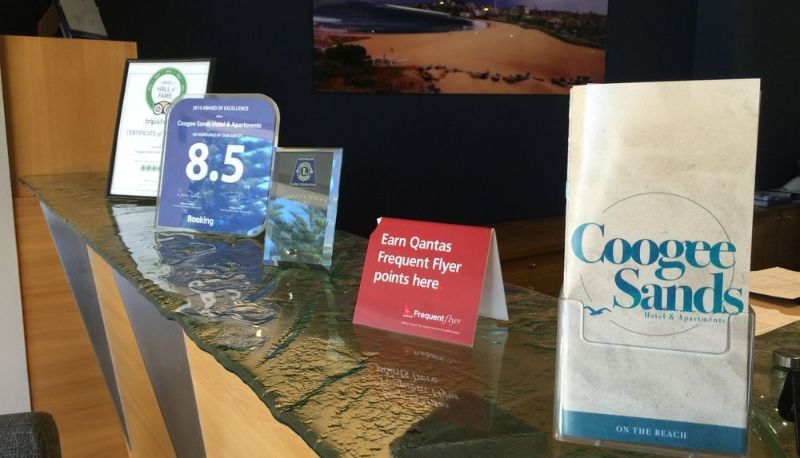 HALL of
FAME
tripadvisor
CERTIFICATE of
2014 AWARD OF EXCELLENCE
Coogee Sands Hotel & Apartments
AS HONOURED BY OUR GUESTS
8.5
Booking
Earn Qantas
Frequent Flyer
points here
Frequent flyer
Coogee
Sands
Hotel & Apartments
ON THE BEACH